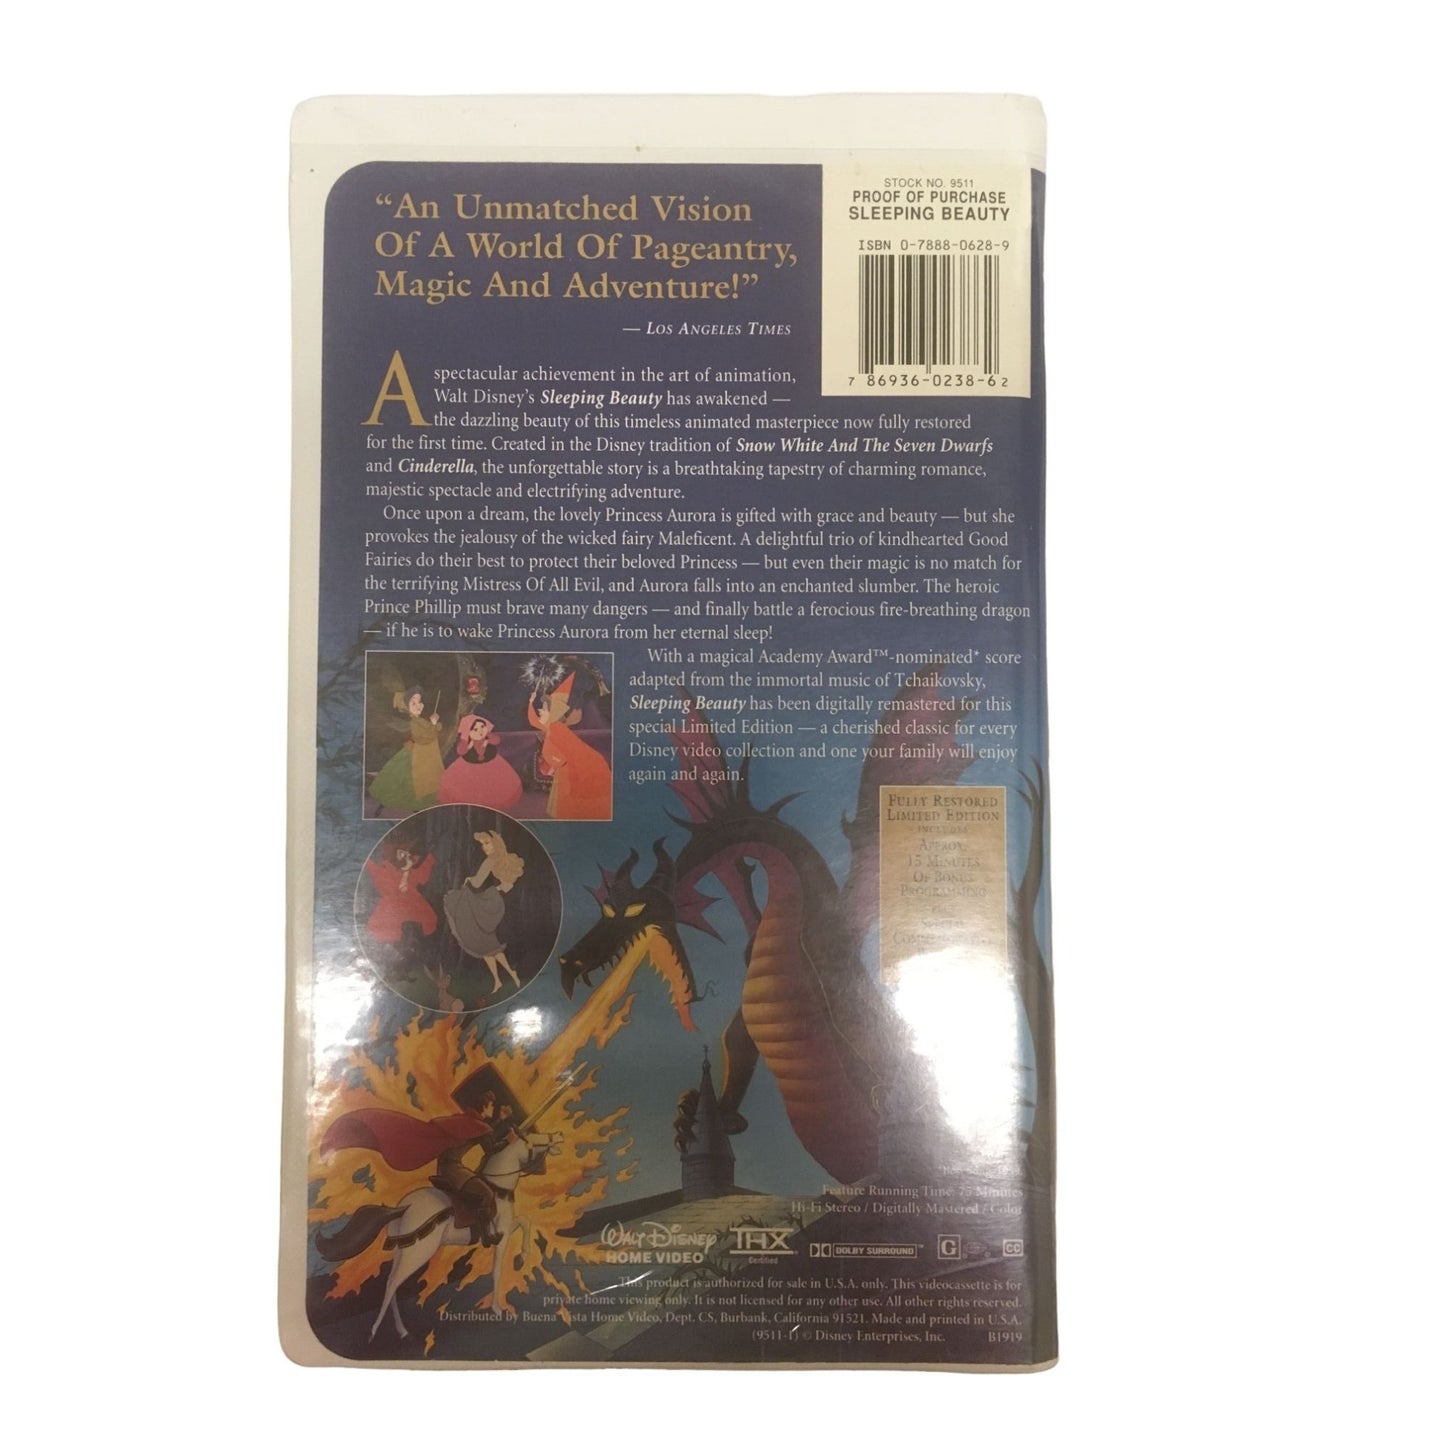 STOCK NO. 9511
PROOF OF PURCHASE
SLEEPING BEAUTY
ISBN 0-7888-0628-9
7 86936-0238-6 2
“An Unmatched Vision
Of A World Of Pageantry,
Magic And Adventure!”
— LOS ANGELES TIMES
A spectacular achievement in the art of animation,
Walt Disney’s Sleeping Beauty has awakened —
the dazzling beauty of this timeless animated masterpiece now fully restored
for the first time. Created in the Disney tradition of Snow White And The Seven Dwarfs
and Cinderella, the unforgettable story is a breathtaking tapestry of charming romance,
majestic spectacle and electrifying adventure.
Once upon a dream, the lovely Princess Aurora is gifted with grace and beauty — but she
provokes the jealousy of the wicked fairy Maleficent. A delightful trio of kindhearted Good
Fairies do their best to protect their beloved Princess — but even their magic is no match for
the terrifying Mistress Of All Evil, and Aurora falls into an enchanted slumber. The heroic
Prince Phillip must brave many dangers — and finally battle a ferocious fire-breathing dragon
— if he is to wake Princess Aurora from her eternal sleep!
With a magical Academy Award™-nominated* score
adapted from the immortal music of Tchaikovsky,
Sleeping Beauty has been digitally remastered for this
special Limited Edition — a cherished classic for every
Disney video collection and one your family will enjoy
again and again.
FULLY RESTORED
LIMITED EDITION
- INCLUDES -
APPROX.
15 MINUTES
OF BONUS
PROGRAMMING
SPECIAL
Feature Running Time: 75 Minutes
Hi-Fi Stereo / Digitally Mastered / Color
WALT DISNEY
HOME VIDEO
THX
Certified
DOLBY SURROUND™
G
CC
This product is authorized for sale in U.S.A. only. This videocassette is for
private home viewing only. It is not licensed for any other use. All other rights reserved.
Distributed by Buena Vista Home Video, Dept. CS, Burbank, California 91521. Made and printed in U.S.A.
(9511-1) © Disney Enterprises, Inc. B1919